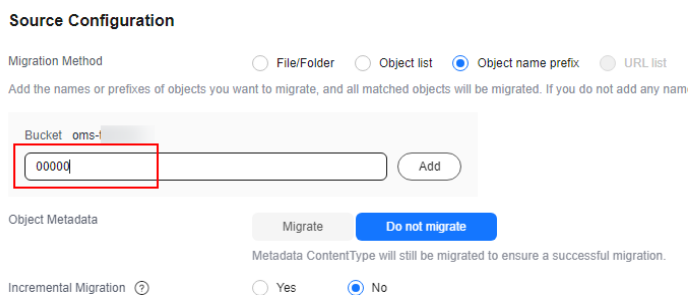 Source Configuration
Migration Method File/Folder Object list Object name prefix URL list
Add the names or prefixes of objects you want to migrate, and all matched objects will be migrated. If you do not add any name
Bucket oms-
00000 Add
Object Metadata Migrate Do not migrate
Metadata ContentType will still be migrated to ensure a successful migration.
Incremental Migration ? Yes No